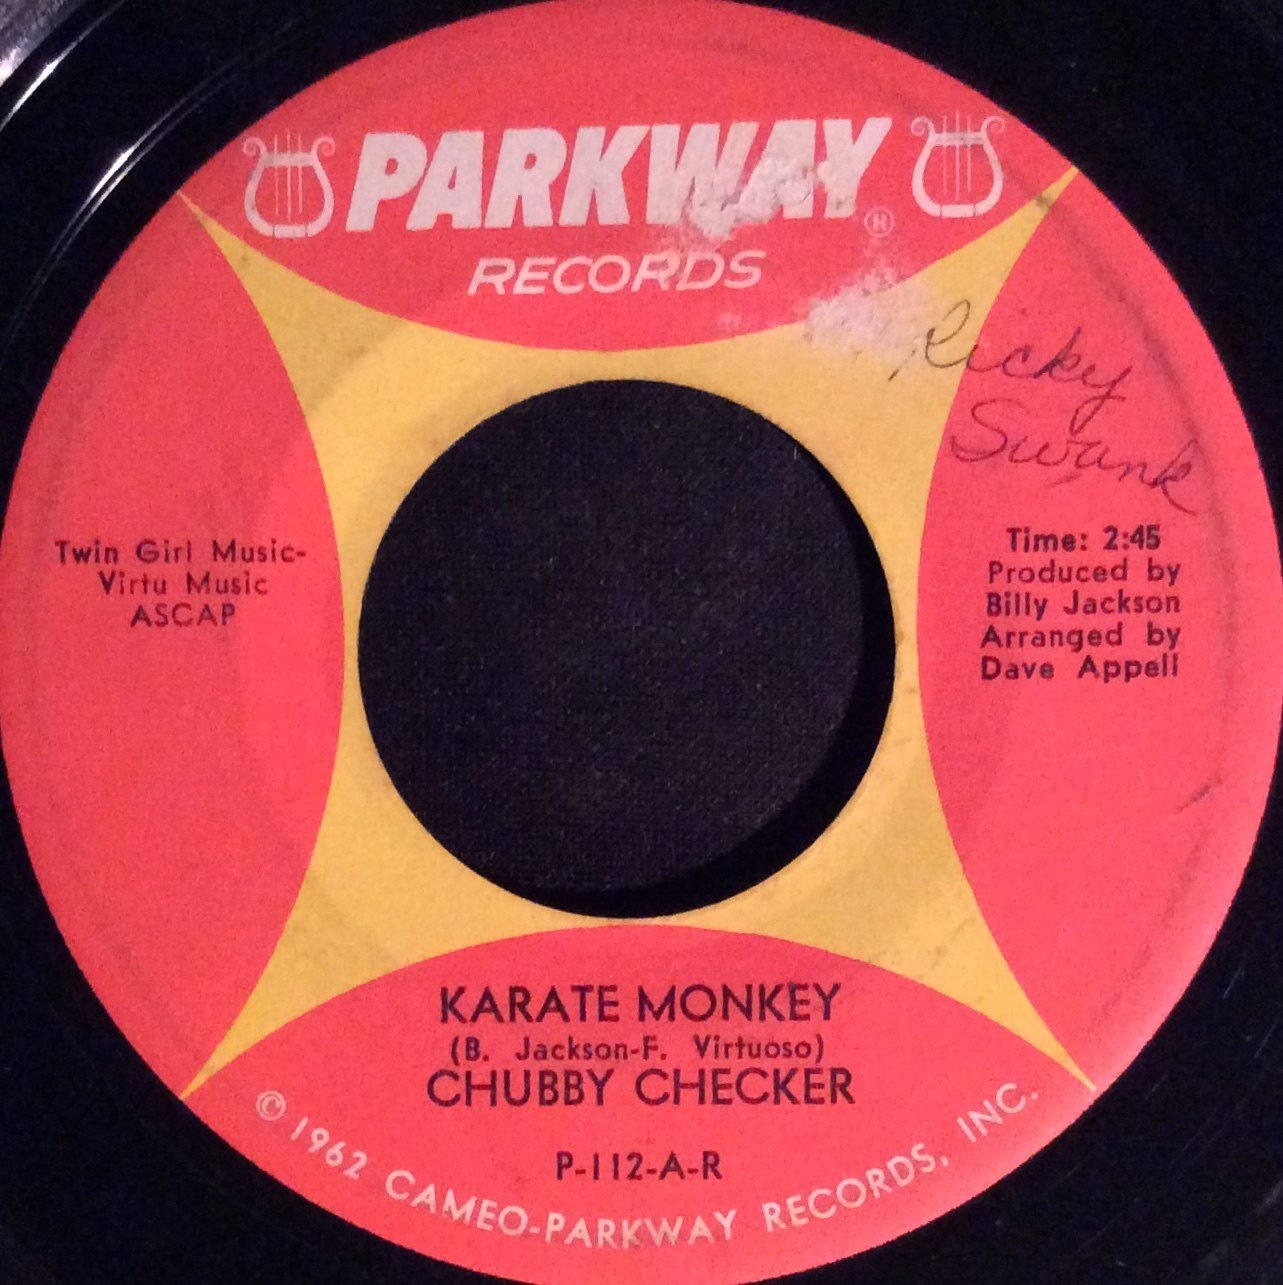 PARKWAY®
RECORDS
Ricky
Swank
Twin Girl Music-
Virtu Music
ASCAP
Time: 2:45
Produced by
Billy Jackson
Arranged by
Dave Appell
KARATE MONKEY
(B. Jackson-F. Virtuoso)
CHUBBY CHECKER
P-112-A-R
© 1962 CAMEO-PARKWAY RECORDS, INC.